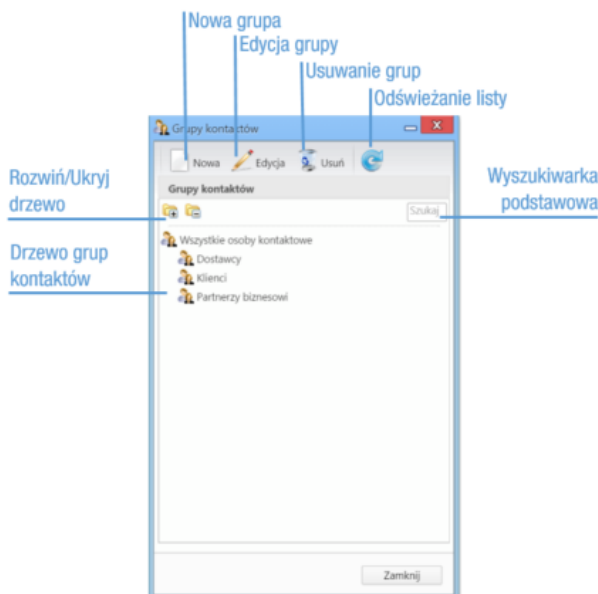 Nowa grupa
Edycja grupy
Usuwanie grup
Odświeżanie listy
Grupy kontaktów
Nowa Edycja Usuń
Rozwiń/Ukryj
drzewo
Grupy kontaktów
Wyszukiwarka
podstawowa
Szukaj
Drzewo grup
kontaktów
Wszystkie osoby kontaktowe
Dostawcy
Klienci
Partnerzy biznesowi
Zamknij